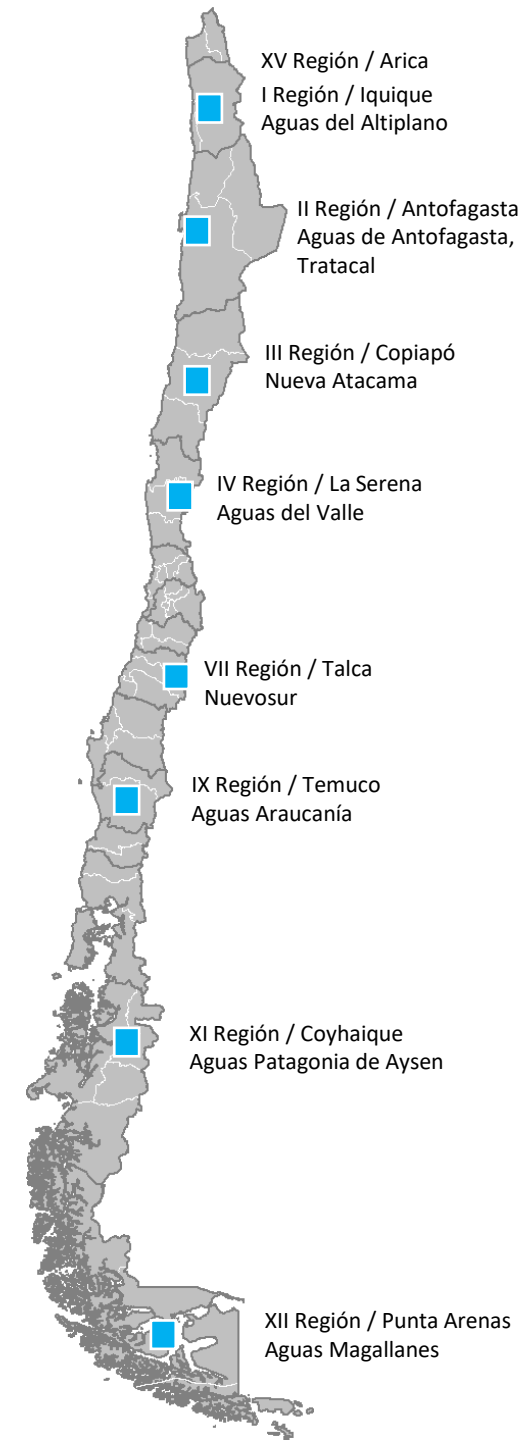 XV Región / Arica
I Región / Iquique
Aguas del Altiplano
II Región / Antofagasta
Aguas de Antofagasta,
Tratacal
III Región / Copiapó
Nueva Atacama
IV Región / La Serena
Aguas del Valle
VII Región / Talca
Nuevosur
IX Región / Temuco
Aguas Araucanía
XI Región / Coyhaique
Aguas Patagonia de Aysen
XII Región / Punta Arenas
Aguas Magallanes